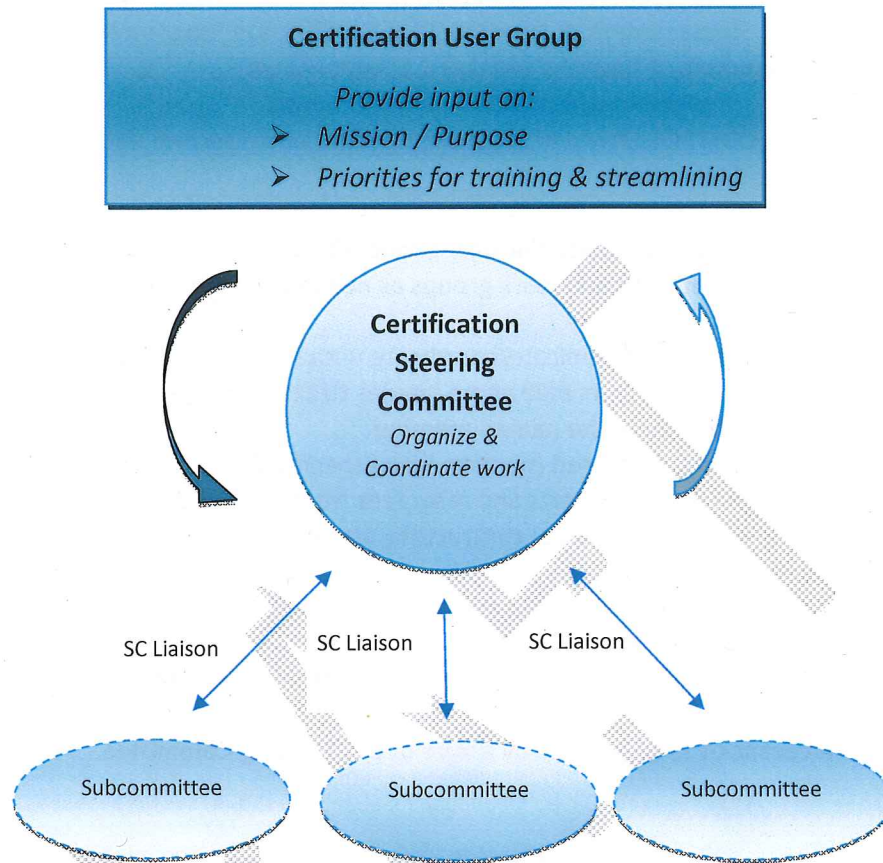 Certification User Group
Provide input on:
➢ Mission / Purpose
➢ Priorities for training & streamlining
Certification
Steering
Committee
Organize &
Coordinate work
SC Liaison
SC Liaison
SC Liaison
Subcommittee
Subcommittee
Subcommittee